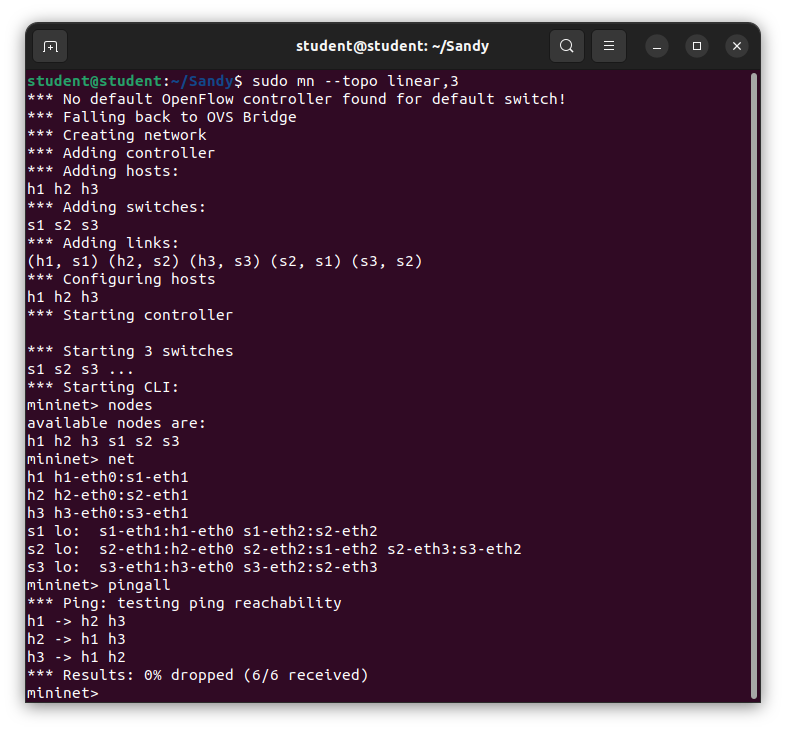 student@student: ~/Sandy
student@student:~/Sandy$ sudo mn --topo linear,3
*** No default OpenFlow controller found for default switch!
*** Falling back to OVS Bridge
*** Creating network
*** Adding controller
*** Adding hosts:
h1 h2 h3
*** Adding switches:
s1 s2 s3
*** Adding links:
(h1, s1) (h2, s2) (h3, s3) (s2, s1) (s3, s2)
*** Configuring hosts
h1 h2 h3
*** Starting controller

*** Starting 3 switches
s1 s2 s3 ...
*** Starting CLI:
mininet> nodes
available nodes are:
h1 h2 h3 s1 s2 s3
mininet> net
h1 h1-eth0:s1-eth1
h2 h2-eth0:s2-eth1
h3 h3-eth0:s3-eth1
s1 lo:  s1-eth1:h1-eth0 s1-eth2:s2-eth2
s2 lo:  s2-eth1:h2-eth0 s2-eth2:s1-eth2 s2-eth3:s3-eth2
s3 lo:  s3-eth1:h3-eth0 s3-eth2:s2-eth3
mininet> pingall
*** Ping: testing ping reachability
h1 -> h2 h3
h2 -> h1 h3
h3 -> h1 h2
*** Results: 0% dropped (6/6 received)
mininet>